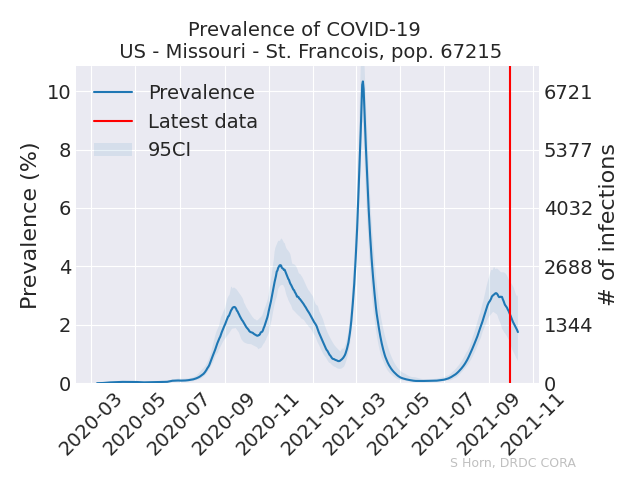 Prevalence of COVID-19
US - Missouri - St. Francois, pop. 67215
Prevalence
Latest data
95CI
Prevalence (%)
10
8
6
4
2
0
6721
5377
4032
2688
1344
0
# of infections
2020-03
2020-05
2020-07
2020-09
2020-11
2021-01
2021-03
2021-05
2021-07
2021-09
2021-11
S Horn, DRDC CORA